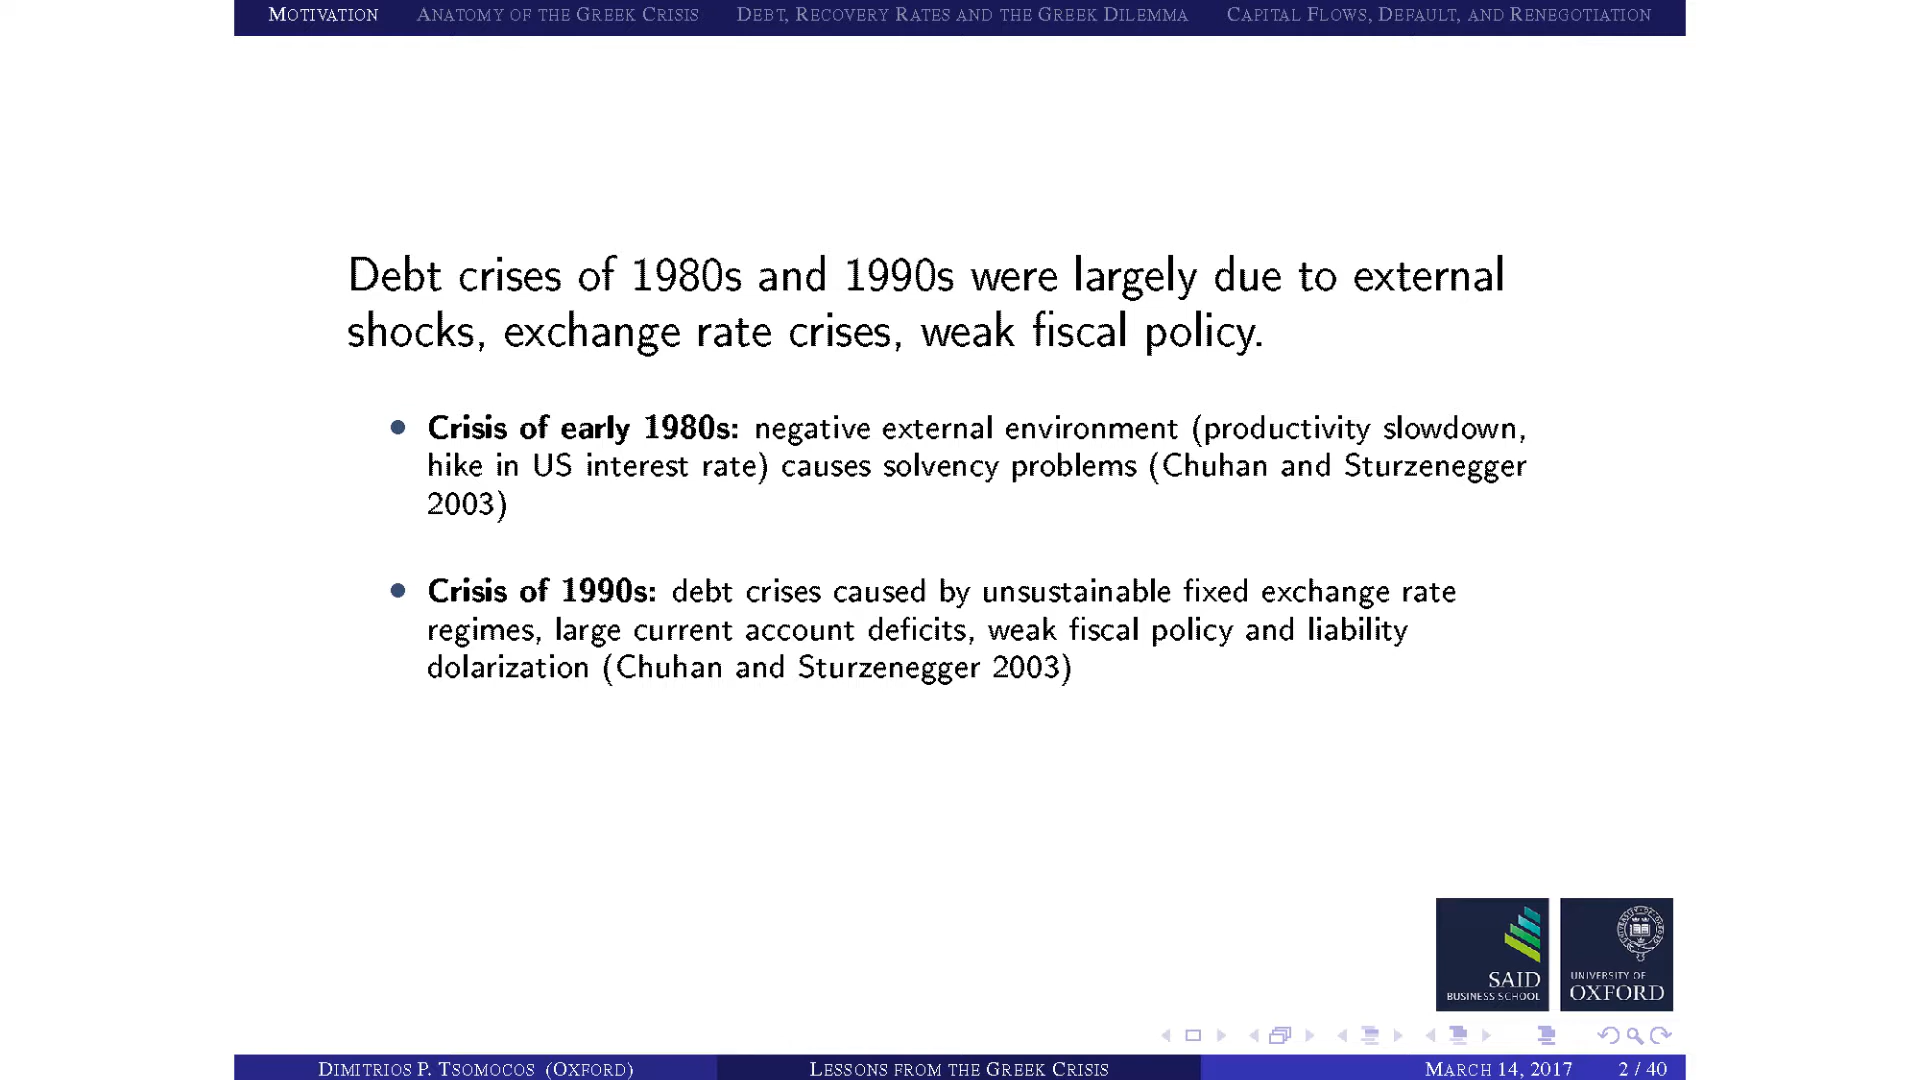 MOTIVATION ANATOMY OF THE GREEK CRISIS DEBT, RECOVERY RATES AND THE GREEK DILEMMA CAPITAL FLOWS, DEFAULT, AND RENEGOTIATION
Debt crises of 1980s and 1990s were largely due to external
shocks, exchange rate crises, weak fiscal policy.
• Crisis of early 1980s: negative external environment (productivity slowdown,
hike in US interest rate) causes solvency problems (Chuhan and Sturzenegger
2003)
• Crisis of 1990s: debt crises caused by unsustainable fixed exchange rate
regimes, large current account deficits, weak fiscal policy and liability
dolarization (Chuhan and Sturzenegger 2003)
SAID
BUSINESS SCHOOL
UNIVERSITY OF
OXFORD
DIMITRIOS P. TSOMOCOS (OXFORD) LESSONS FROM THE GREEK CRISIS MARCH 14, 2017 2 / 40